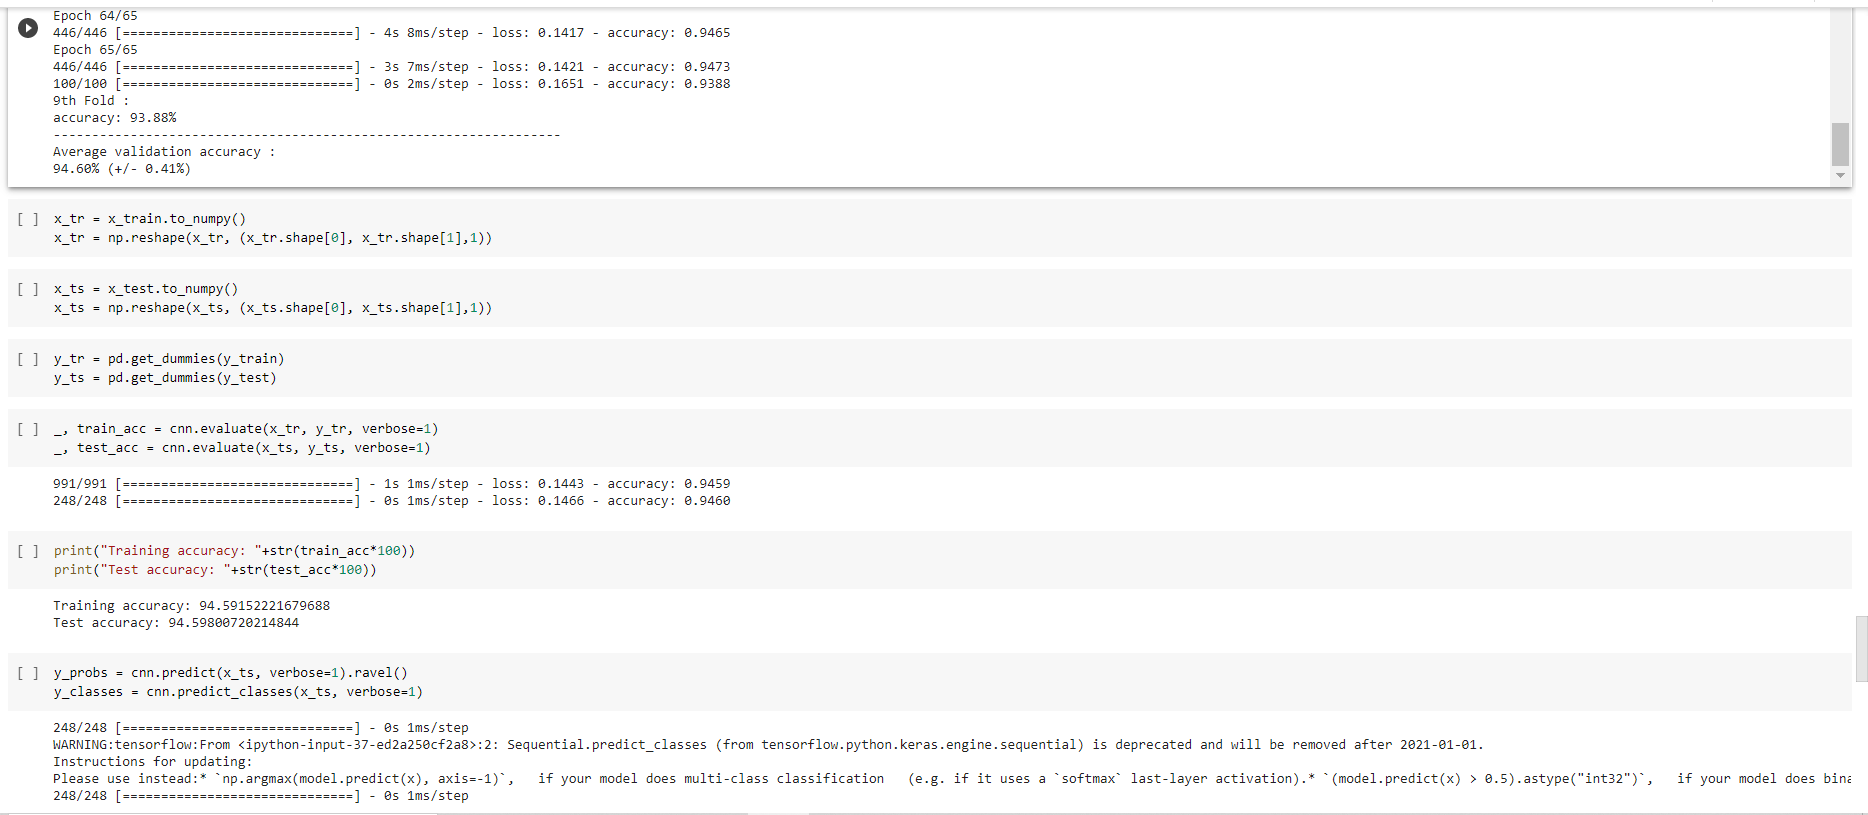 Epoch 64/65
446/446 [==============================] - 4s 8ms/step - loss: 0.1417 - accuracy: 0.9465
Epoch 65/65
446/446 [==============================] - 3s 7ms/step - loss: 0.1421 - accuracy: 0.9473
100/100 [==============================] - 0s 2ms/step - loss: 0.1651 - accuracy: 0.9388
9th Fold :
accuracy: 93.88%
------------------------------------------------------------------
Average validation accuracy :
94.60% (+/- 0.41%)
[ ] x_tr = x_train.to_numpy()
x_tr = np.reshape(x_tr, (x_tr.shape[0], x_tr.shape[1],1))
[ ] x_ts = x_test.to_numpy()
x_ts = np.reshape(x_ts, (x_ts.shape[0], x_ts.shape[1],1))
[ ] y_tr = pd.get_dummies(y_train)
y_ts = pd.get_dummies(y_test)
[ ] _, train_acc = cnn.evaluate(x_tr, y_tr, verbose=1)
_, test_acc = cnn.evaluate(x_ts, y_ts, verbose=1)
991/991 [==============================] - 1s 1ms/step - loss: 0.1443 - accuracy: 0.9459
248/248 [==============================] - 0s 1ms/step - loss: 0.1466 - accuracy: 0.9460
[ ] print("Training accuracy: "+str(train_acc*100))
print("Test accuracy: "+str(test_acc*100))
Training accuracy: 94.59152221679688
Test accuracy: 94.59800720214844
[ ] y_probs = cnn.predict(x_ts, verbose=1).ravel()
y_classes = cnn.predict_classes(x_ts, verbose=1)
248/248 [==============================] - 0s 1ms/step
WARNING:tensorflow:From <ipython-input-37-ed2a250cf2a8>:2: Sequential.predict_classes (from tensorflow.python.keras.engine.sequential) is deprecated and will be removed after 2021-01-01.
Instructions for updating:
Please use instead:* `np.argmax(model.predict(x), axis=-1)`,   if your model does multi-class classification   (e.g. if it uses a `softmax` last-layer activation).* `(model.predict(x) > 0.5).astype("int32")`,   if your model does bina
248/248 [==============================] - 0s 1ms/step